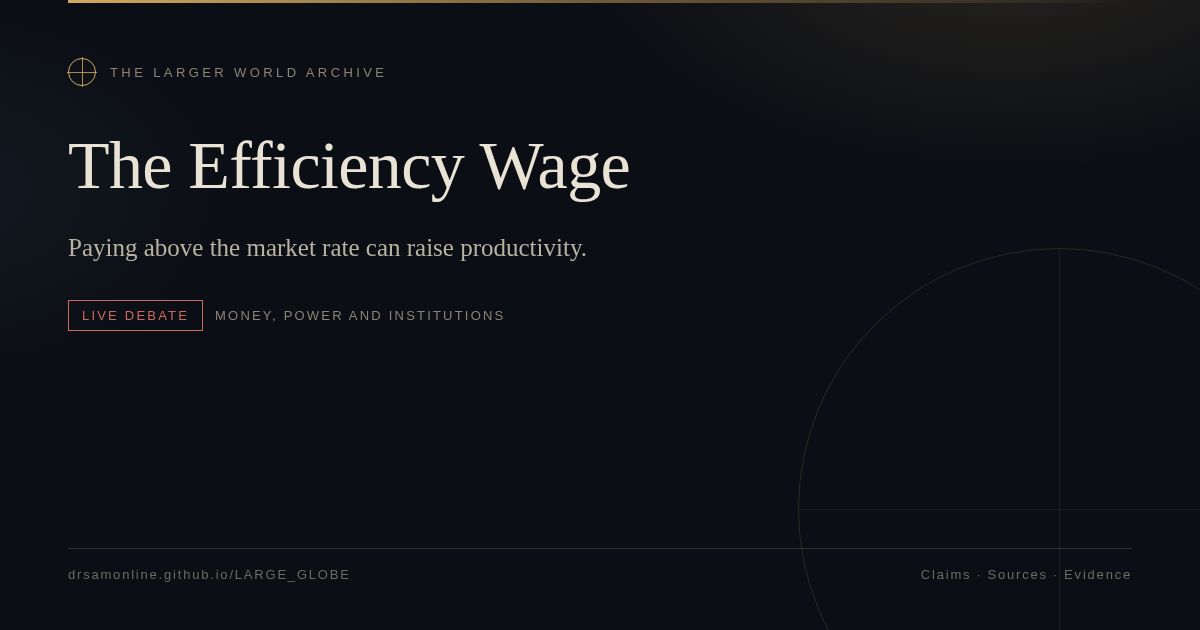 THE LARGER WORLD ARCHIVE
The Efficiency Wage
Paying above the market rate can raise productivity.
LIVE DEBATE MONEY, POWER AND INSTITUTIONS
drsamonline.github.io/LARGE_GLOBE Claims · Sources · Evidence